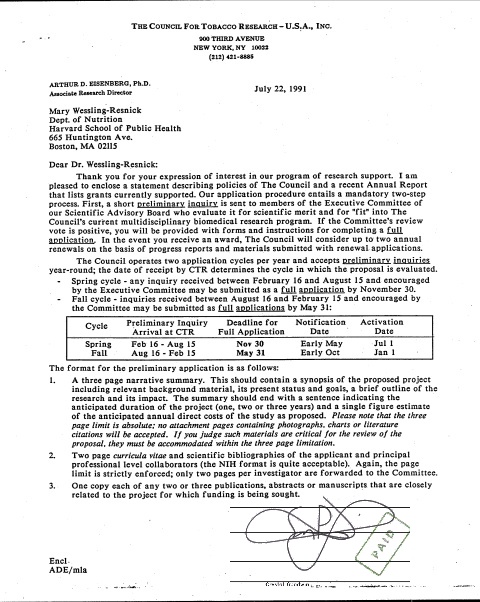 THE COUNCIL FOR TOBACCO RESEARCH – U.S.A., INC.
900 THIRD AVENUE
NEW YORK, NY 10022
(212) 421-8885
ARTHUR D. EISENBERG, Ph.D.
Associate Research Director
July 22, 1991
Mary Wessling-Resnick
Dept. of Nutrition
Harvard School of Public Health
665 Huntington Ave.
Boston, MA 02115
Dear Dr. Wessling-Resnick:
Thank you for your expression of interest in our program of research support. I am
pleased to enclose a statement describing policies of The Council and a recent Annual Report
that lists grants currently supported. Our application procedure entails a mandatory two-step
process. First, a short preliminary inquiry is sent to members of the Executive Committee of
our Scientific Advisory Board who evaluate it for scientific merit and for "fit" into The
Council's current multidisciplinary biomedical research program. If the Committee's review
vote is positive, you will be provided with forms and instructions for completing a full
application. In the event you receive an award, The Council will consider up to two annual
renewals on the basis of progress reports and materials submitted with renewal applications.
The Council operates two application cycles per year and accepts preliminary inquiries
year-round; the date of receipt by CTR determines the cycle in which the proposal is evaluated.
- Spring cycle - any inquiry received between February 16 and August 15 and encouraged
by the Executive Committee may be submitted as a full application by November 30.
- Fall cycle - inquiries received between August 16 and February 15 and encouraged by
the Committee may be submitted as full applications by May 31:
Cycle Preliminary Inquiry Deadline for Notification Activation
Arrival at CTR Full Application Date Date
Spring Feb 16 - Aug 15 Nov 30 Early May Jul 1
Fall Aug 16 - Feb 15 May 31 Early Oct Jan 1
The format for the preliminary application is as follows:
1. A three page narrative summary. This should contain a synopsis of the proposed project
including relevant background material, its present status and goals, a brief outline of the
research and its impact. The summary should end with a sentence indicating the
anticipated duration of the project (one, two or three years) and a single figure estimate
of the anticipated annual direct costs of the study as proposed. Please note that the three
page limit is absolute; no attachment pages containing photographs, charts or literature
citations will be accepted. If you judge such materials are critical for the review of the
proposal, they must be accommodated within the three page limitation.
2. Two page curricula vitae and scientific bibliographies of the applicant and principal
professional level collaborators (the NIH format is quite acceptable). Again, the page
limit is strictly enforced; only two pages per investigator are forwarded to the Committee.
3. One copy each of any two or three publications, abstracts or manuscripts that are closely
related to the project for which funding is being sought.
PAID
Encl
ADE/mla